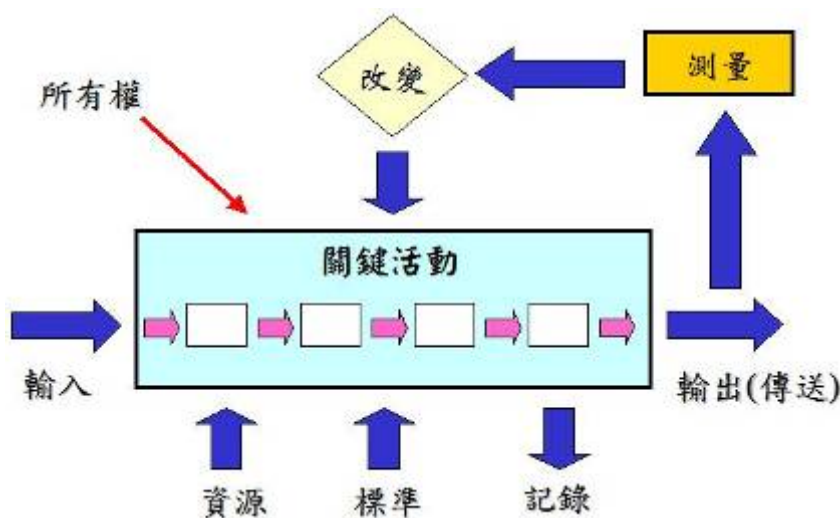 改變
測量
所有權
關鍵活動
輸入
輸出(傳送)
資源
標準
記錄